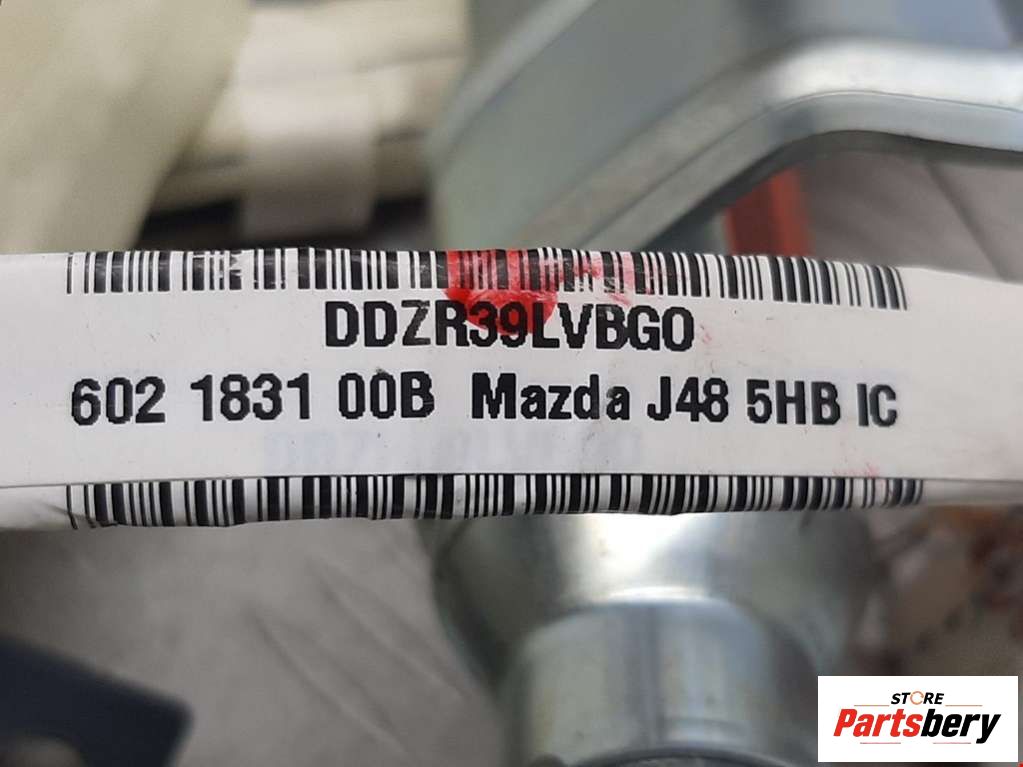 DDZR39LVBG0
602 1831 00B Mazda J48 5HB IC
STORE
Partsbery